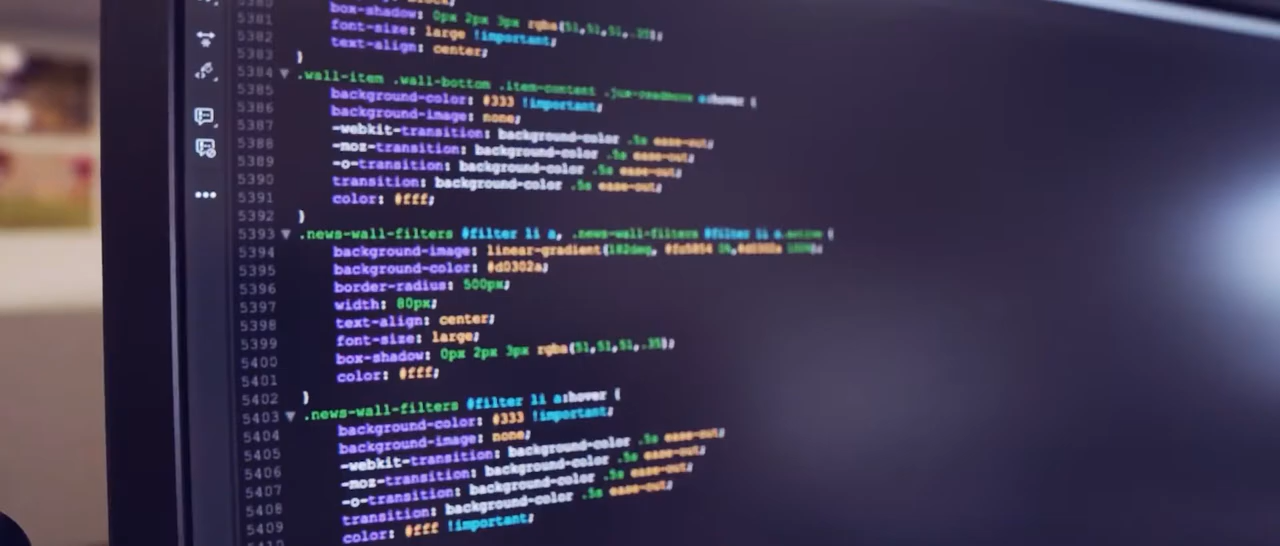 5381 box-shadow: 0px 2px 3px rgba(51,51,51,.35);
5382 font-size: large !important;
5383 text-align: center;
}
5384 .wall-item .wall-bottom .item-content a:hover {
5385 background-color: #333 !important;
5386 background-image: none;
5387 -webkit-transition: background-color .5s ease-out;
5388 -moz-transition: background-color .5s ease-out;
5389 -o-transition: background-color .5s ease-out;
5390 transition: background-color .5s ease-out;
5391 color: #fff;
5392 }
5393 .news-wall-filters #filter li a, .news-wall-filters #filter li a.active {
5394 background-image: linear-gradient(
5395 background-color: #d0302a;
5396 border-radius: 500px;
5397 width: 80px;
5398 text-align: center;
5399 font-size: large;
5400 box-shadow: 0px 2px 3px rgba(51,51,51,.35);
5401 color: #fff;
5402 }
5403 .news-wall-filters #filter li a:hover {
5404 background-color: #333 !important;
5405 background-image: none;
5406 -webkit-transition: background-color .5s ease-out;
5407 -moz-transition: background-color .5s ease-out;
-o-transition: background-color .5s ease-out;
5408 transition: background-color .5s ease-out;
5409 color: #fff !important;